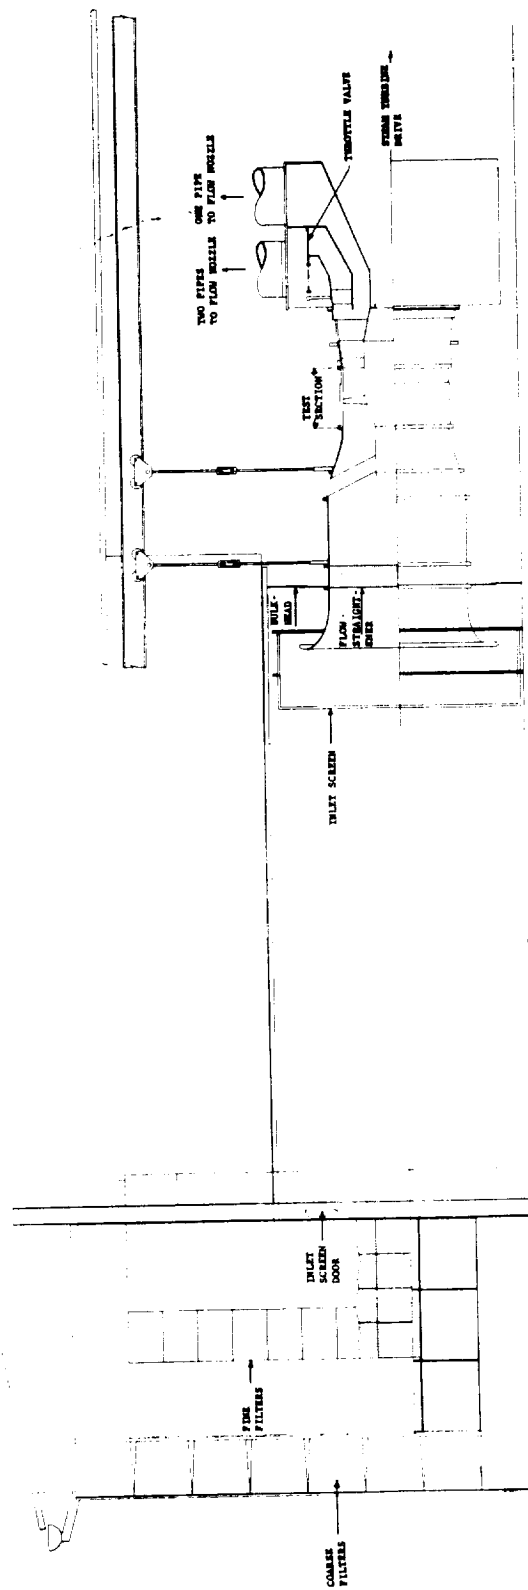 TWO PIPES
TO FLOW NOZZLE
ONE PIPE
TO FLOW NOZZLE
THROTTLE VALVE
STEAM TURBINE
DRIVE
TEST
SECTION
BULK-
HEAD
FLOW
STRAIGHT-
ENER
INLET SCREEN
INLET
SCREEN
DOOR
FINE
FILTERS
COARSE
FILTERS